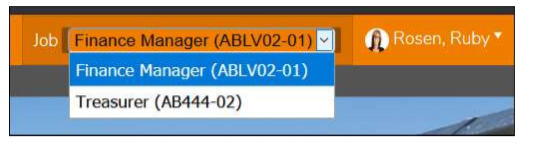 Job Finance Manager (ABLV02-01) Rosen, Ruby
Finance Manager (ABLV02-01)
Treasurer (AB444-02)